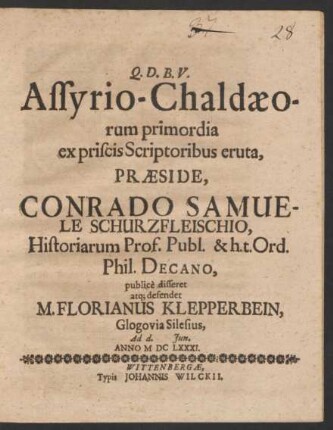 28
Q. D. B. V.
Aſſyrio-Chaldæo-
rum primordia
ex priſcis Scriptoribus eruta,
PRÆSIDE,
CONRADO SAMUE-
LE SCHURZFLEISCHIO,
Hiſtoriarum Prof. Publ. & h.t. Ord.
Phil. DECANO,
publicè diſſeret
atq; defendet
M. FLORIANUS KLEPPERBEIN,
Glogovia Sileſius,
Ad d. Jun.
ANNO M DC LXXXI.
WITTENBERGÆ,
Typis JOHANNIS WILCKII.